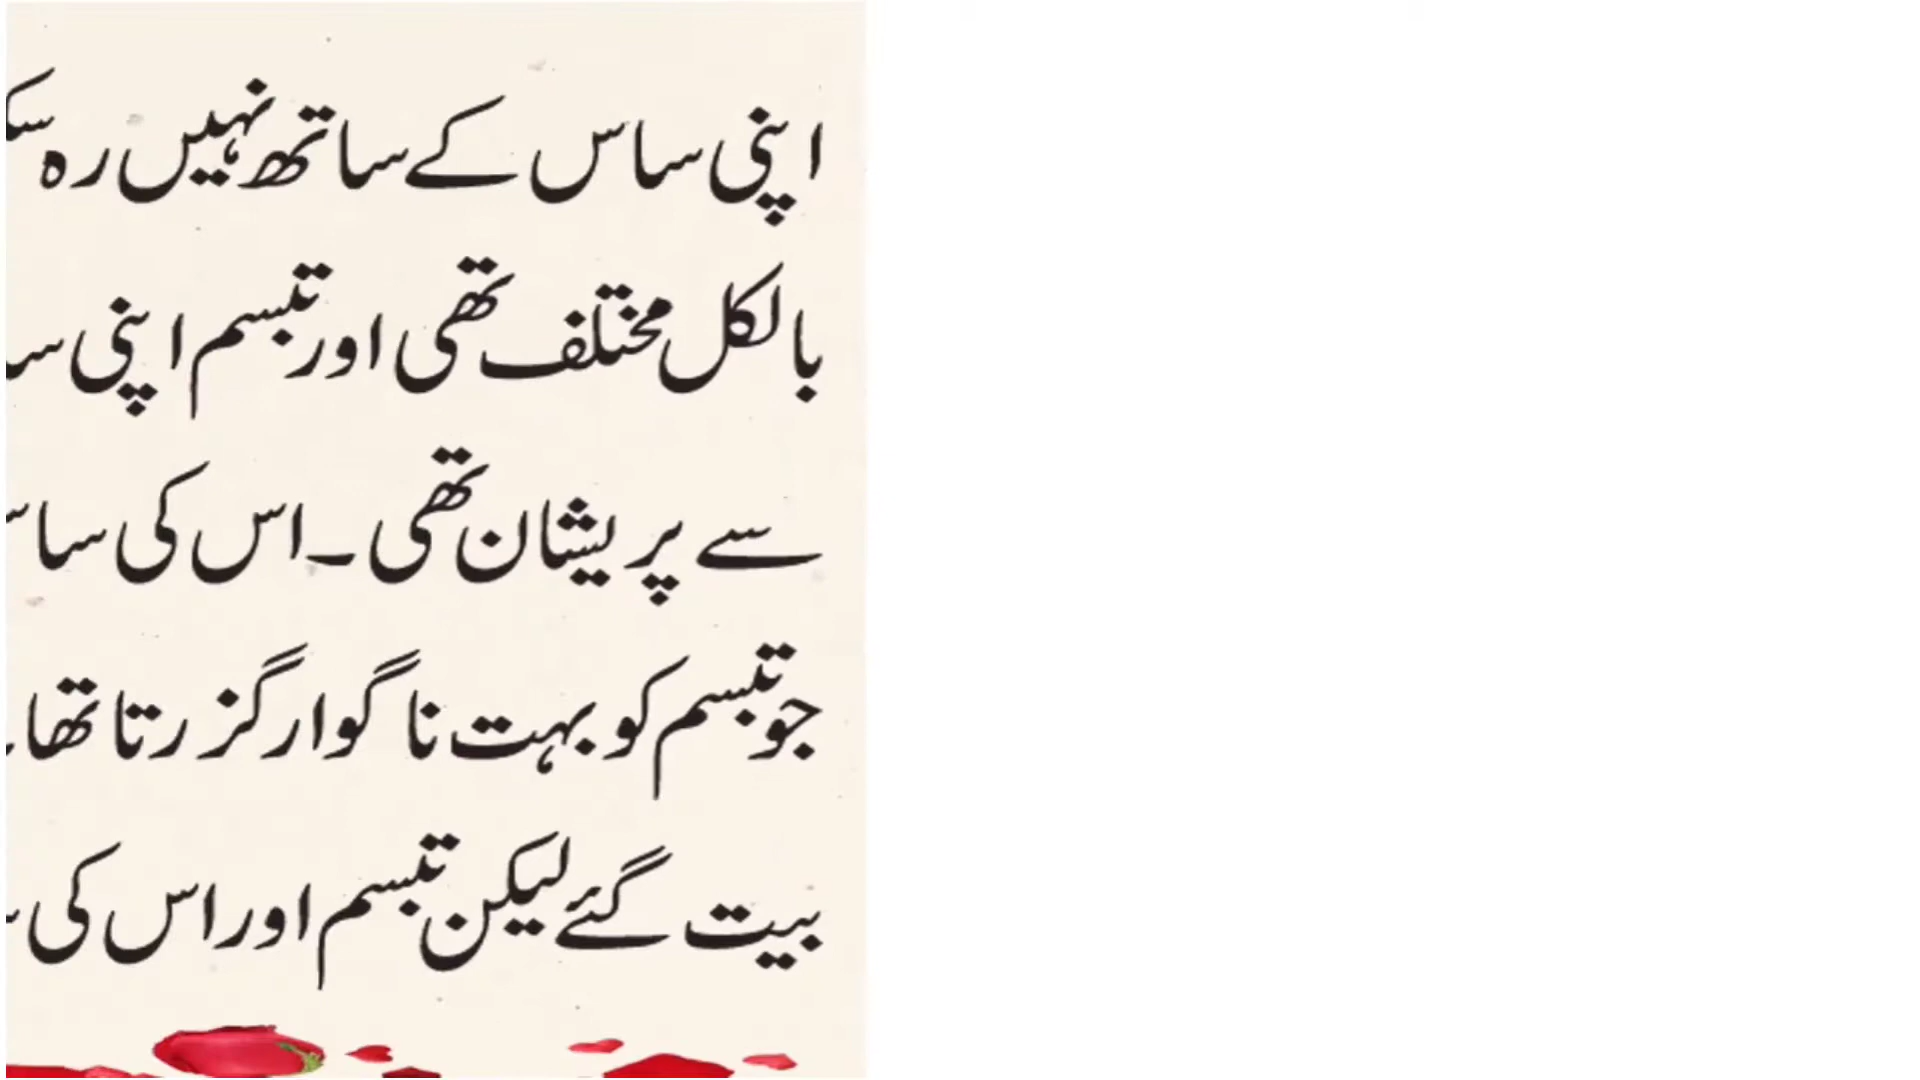 اپنی ساس کے ساتھ نہیں رہ
بالکل مختلف تھی اور تبسم اپنی
سے پریشان تھی۔ اس کی ساس
جو تبسم کو بہت ناگوار گزرتا تھا۔
بیت گئے لیکن تبسم اور اس کی